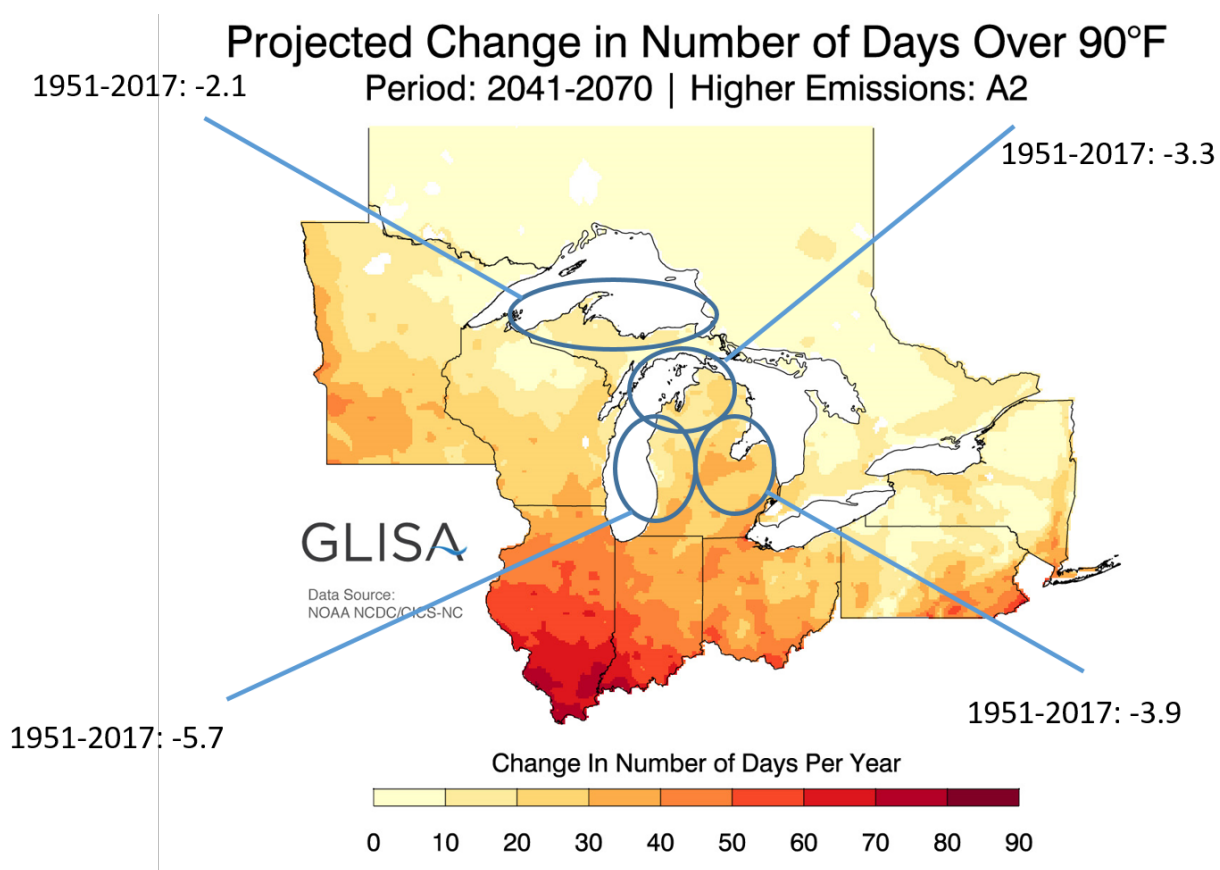 Projected Change in Number of Days Over 90°F
1951-2017: -2.1
Period: 2041-2070 | Higher Emissions: A2
1951-2017: -3.3
GLISA
Data Source:
NOAA NCDC/CICS-NC
1951-2017: -3.9
1951-2017: -5.7
Change In Number of Days Per Year
0 10 20 30 40 50 60 70 80 90